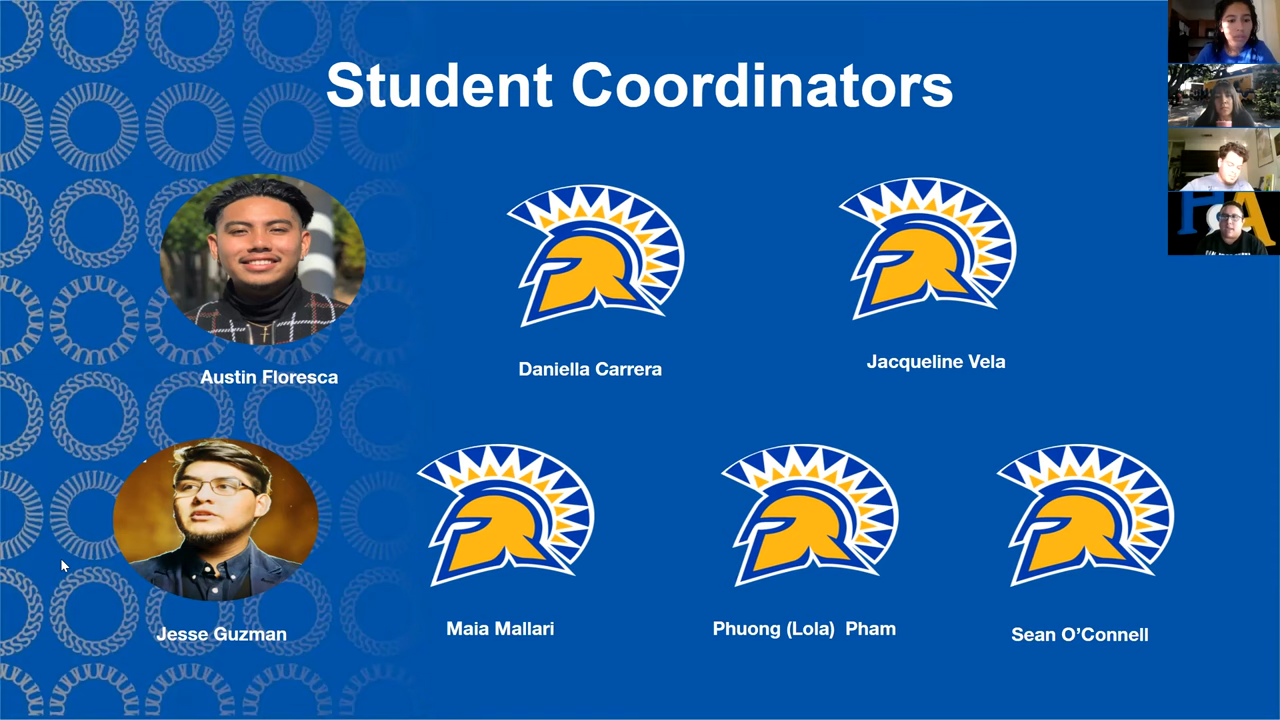 Student Coordinators
Austin Floresca
Daniella Carrera
Jacqueline Vela
Jesse Guzman
Maia Mallari
Phuong (Lola)  Pham
Sean O’Connell